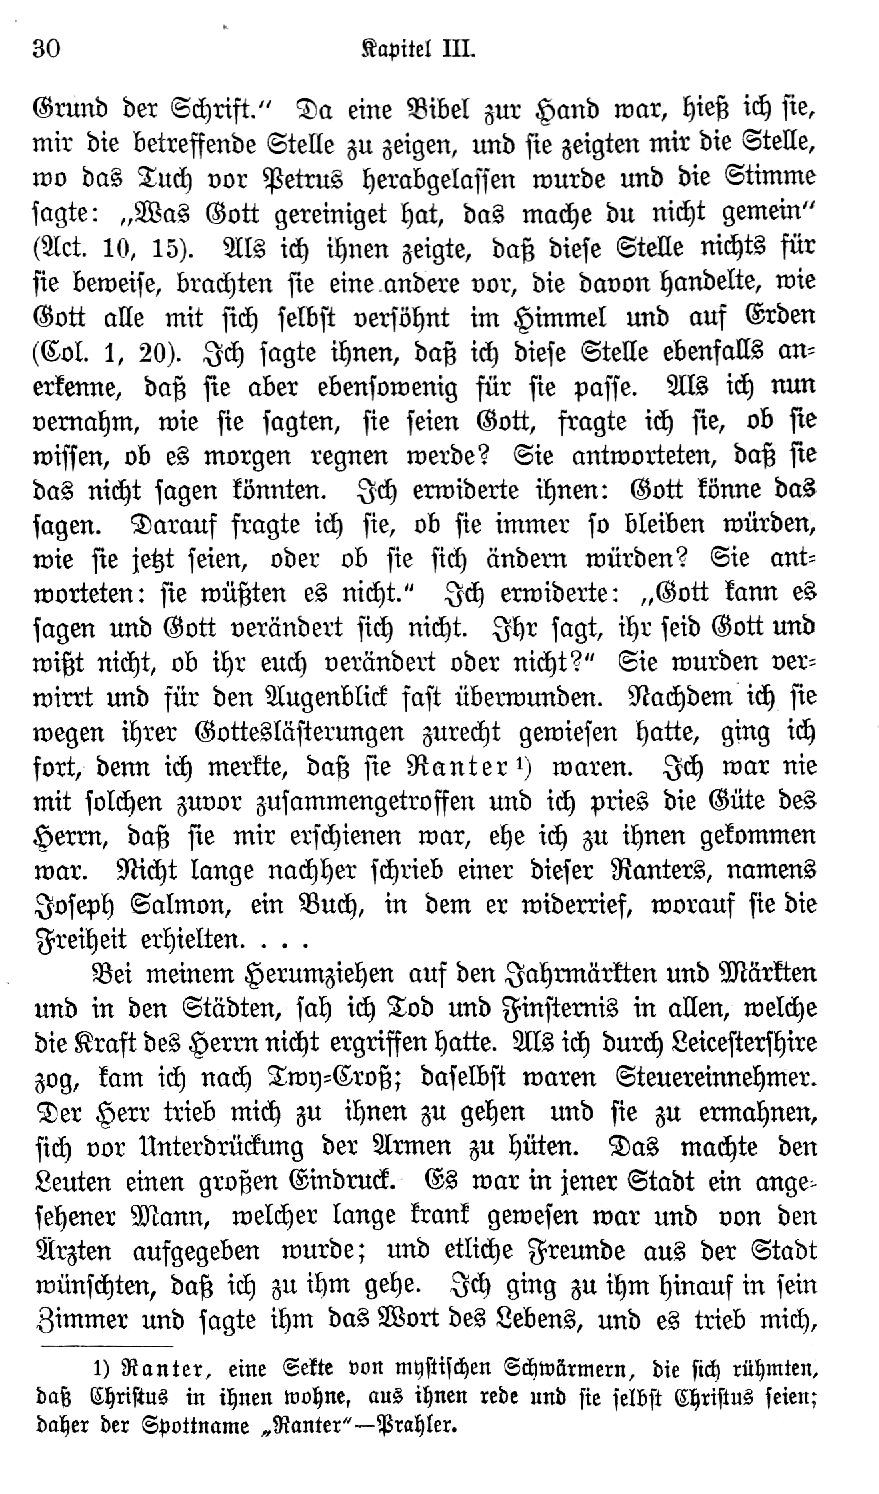 30 Kapitel III.
Grund der Schrift.“ Da eine Bibel zur Hand war, hieß ich sie,
mir die betreffende Stelle zu zeigen, und sie zeigten mir die Stelle,
wo das Tuch vor Petrus herabgelassen wurde und die Stimme
sagte: „Was Gott gereiniget hat, das mache du nicht gemein“
(Act. 10, 15). Als ich ihnen zeigte, daß diese Stelle nichts für
sie beweise, brachten sie eine andere vor, die davon handelte, wie
Gott alle mit sich selbst versöhnt im Himmel und auf Erden
(Col. 1, 20). Ich sagte ihnen, daß ich diese Stelle ebenfalls an-
erkenne, daß sie aber ebensowenig für sie passe. Als ich nun
vernahm, wie sie sagten, sie seien Gott, fragte ich sie, ob sie
wissen, ob es morgen regnen werde? Sie antworteten, daß sie
das nicht sagen könnten. Ich erwiderte ihnen: Gott könne das
sagen. Darauf fragte ich sie, ob sie immer so bleiben würden,
wie sie jetzt seien, oder ob sie sich ändern würden? Sie ant-
worteten: sie wüßten es nicht.“ Ich erwiderte: „Gott kann es
sagen und Gott verändert sich nicht. Ihr sagt, ihr seid Gott und
wißt nicht, ob ihr euch verändert oder nicht?“ Sie wurden ver-
wirrt und für den Augenblick fast überwunden. Nachdem ich sie
wegen ihrer Gotteslästerungen zurecht gewiesen hatte, ging ich
fort, denn ich merkte, daß sie Ranter ¹) waren. Ich war nie
mit solchen zuvor zusammengetroffen und ich pries die Güte des
Herrn, daß sie mir erschienen war, ehe ich zu ihnen gekommen
war. Nicht lange nachher schrieb einer dieser Ranters, namens
Joseph Salmon, ein Buch, in dem er widerrief, worauf sie die
Freiheit erhielten. . . .
Bei meinem Herumziehen auf den Jahrmärkten und Märkten
und in den Städten, sah ich Tod und Finsternis in allen, welche
die Kraft des Herrn nicht ergriffen hatte. Als ich durch Leicestershire
zog, kam ich nach Twy-Croß; daselbst waren Steuereinnehmer.
Der Herr trieb mich zu ihnen zu gehen und sie zu ermahnen,
sich vor Unterdrückung der Armen zu hüten. Das machte den
Leuten einen großen Eindruck. Es war in jener Stadt ein ange-
sehener Mann, welcher lange krank gewesen war und von den
Ärzten aufgegeben wurde; und etliche Freunde aus der Stadt
wünschten, daß ich zu ihm gehe. Ich ging zu ihm hinauf in sein
Zimmer und sagte ihm das Wort des Lebens, und es trieb mich,
1) Ranter, eine Sekte von mystischen Schwärmern, die sich rühmten,
daß Christus in ihnen wohne, aus ihnen rede und sie selbst Christus seien;
daher der Spottname „Ranter“—Prahler.